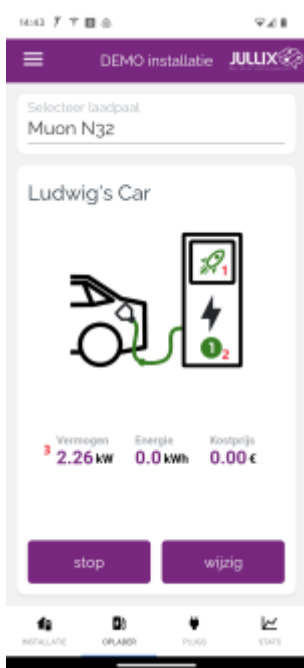 14:43
DEMO installatie JULLIX
Selecteer laadpaal
Muon N32
Ludwig's Car
1
1 2
3 Vermogen Energie Kostprijs
2.26 kW 0.0 kWh 0.00 €
stop wijzig
INSTALLATIE OPLADER PLUGS STATS